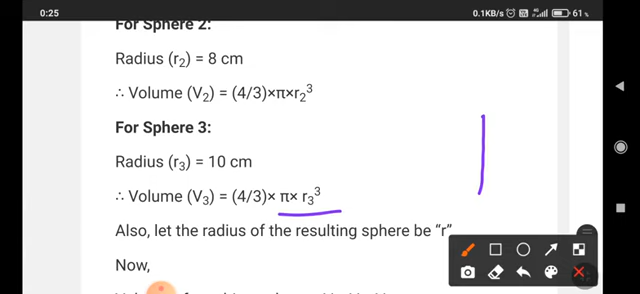 0:25 0.1KB/s 61%
For Sphere 2:
Radius (r₂) = 8 cm
∴ Volume (V₂) = (4/3)×π×r₂³
For Sphere 3:
Radius (r₃) = 10 cm
∴ Volume (V₃) = (4/3)× π× r₃³
Also, let the radius of the resulting sphere be “r”
Now,